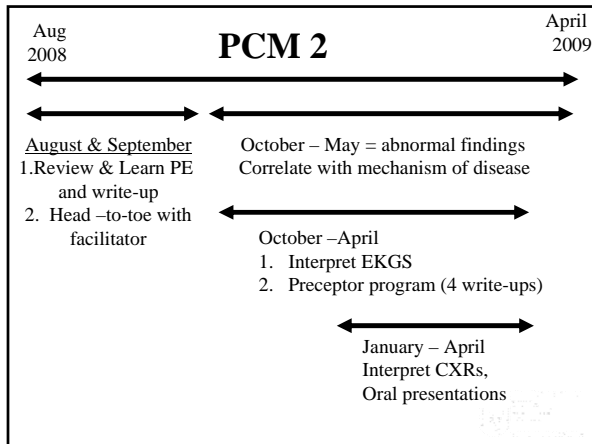 Aug
2008
PCM 2
April
2009
August & September
1.Review & Learn PE
and write-up
2. Head –to-toe with
facilitator
October – May = abnormal findings
Correlate with mechanism of disease
October –April
1. Interpret EKGS
2. Preceptor program (4 write-ups)
January – April
Interpret CXRs,
Oral presentations